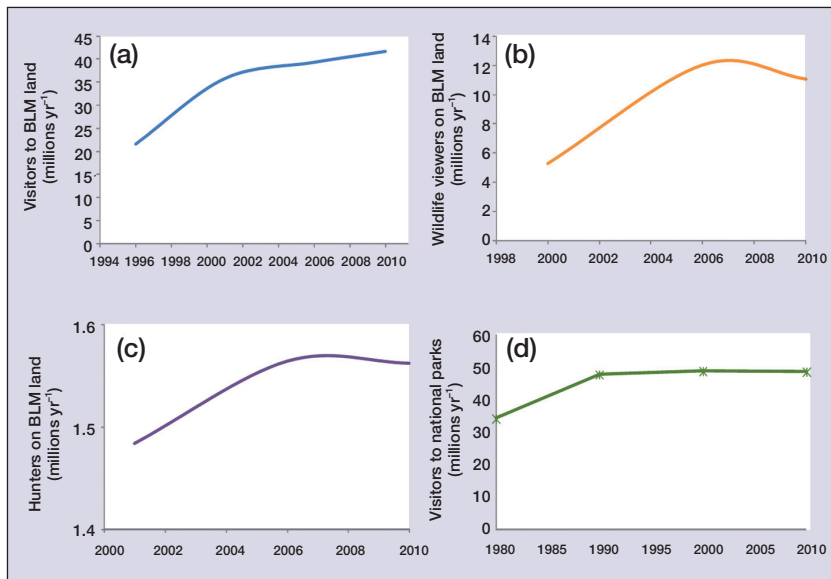 (a)
Visitors to BLM land
(millions yr⁻¹)
45
40
35
30
25
20
15
10
5
0
1994 1996 1998 2000 2002 2004 2006 2008 2010
(b)
Wildlife viewers on BLM land
(millions yr⁻¹)
14
12
10
8
6
4
2
0
1998 2000 2002 2004 2006 2008 2010
(c)
Hunters on BLM land
(millions yr⁻¹)
1.6
1.5
1.4
2000 2002 2004 2006 2008 2010
(d)
Visitors to national parks
(millions yr⁻¹)
60
50
40
30
20
10
0
1980 1985 1990 1995 2000 2005 2010